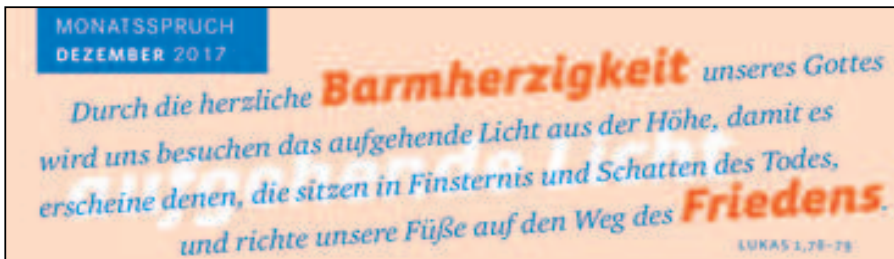 MONATSSPRUCH
DEZEMBER 2017
Durch die herzliche Barmherzigkeit unseres Gottes
wird uns besuchen das aufgehende Licht aus der Höhe, damit es
aufgehende Licht
erscheine denen, die sitzen in Finsternis und Schatten des Todes,
und richte unsere Füße auf den Weg des Friedens.
LUKAS 1,78-79